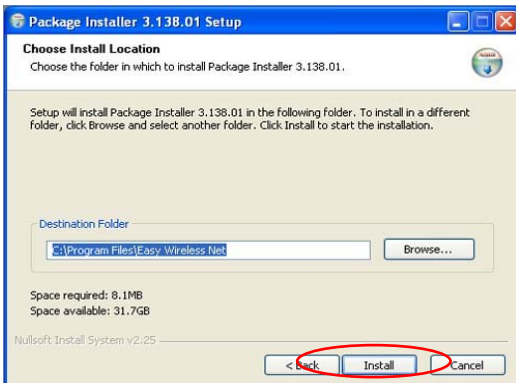 Package Installer 3.138.01 Setup
Choose Install Location
Choose the folder in which to install Package Installer 3.138.01.
Setup will install Package Installer 3.138.01 in the following folder. To install in a different
folder, click Browse and select another folder. Click Install to start the installation.
Destination Folder
C:\Program Files\Easy Wireless Net
Browse...
Space required: 8.1MB
Space available: 31.7GB
Nullsoft Install System v2.25
< Back
Install
Cancel